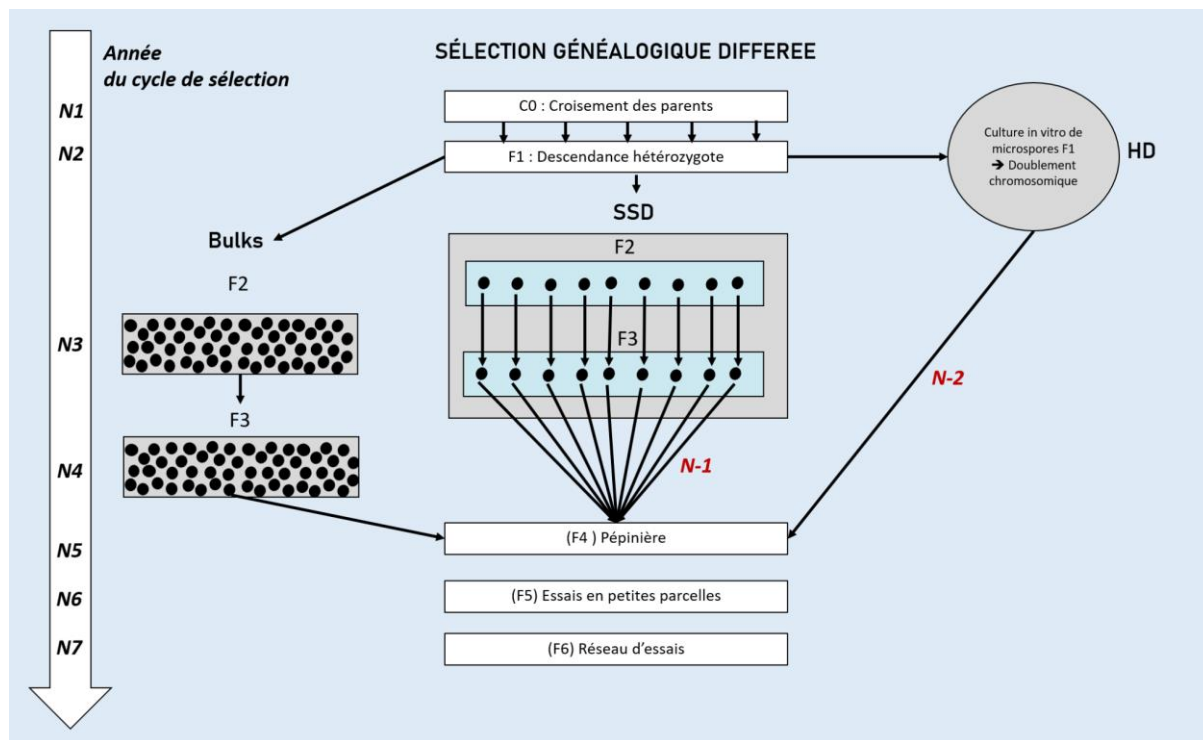 Année
du cycle de sélection
SÉLECTION GÉNÉALOGIQUE DIFFEREE
N1
C0 : Croisement des parents
N2
F1 : Descendance hétérozygote
Culture in vitro de
microspores F1
➔ Doublement
chromosomique
HD
SSD
Bulks
F2
F2
N3
F3
F3
N4
N-1
N-2
(F4 ) Pépinière
N5
N6
(F5) Essais en petites parcelles
N7
(F6) Réseau d’essais